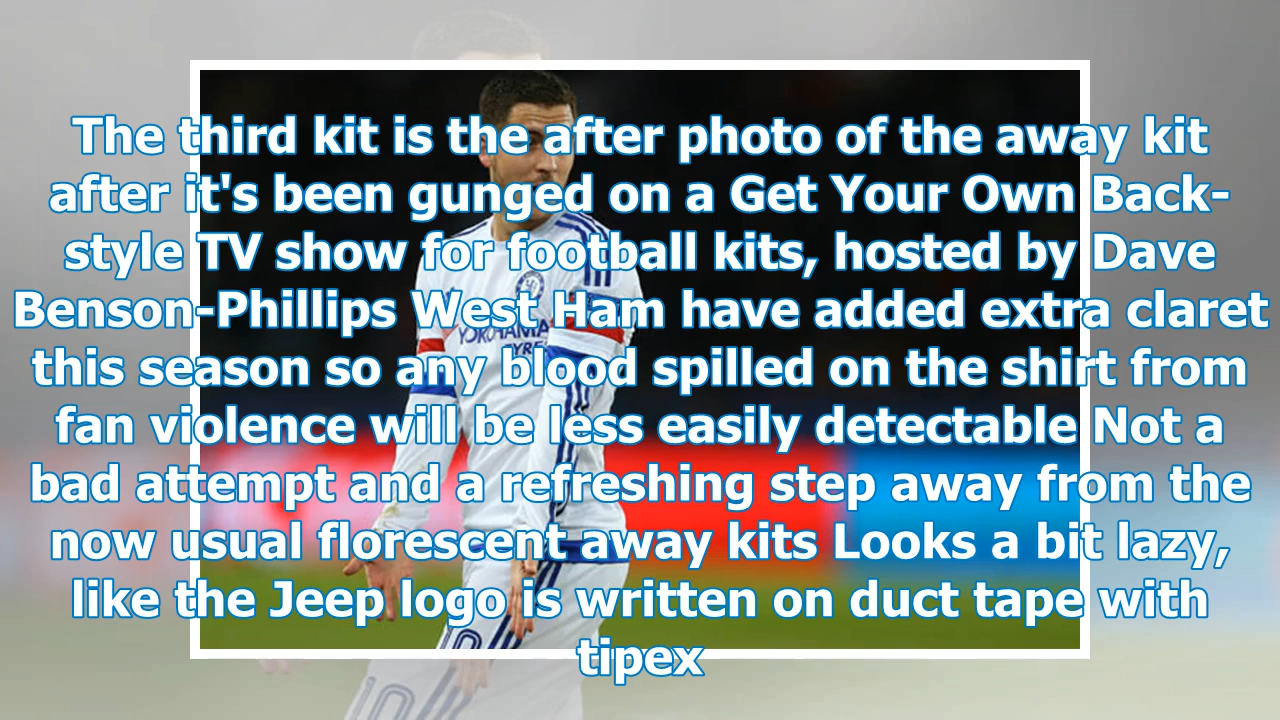 The third kit is the after photo of the away kit
after it's been gunged on a Get Your Own Back-
style TV show for football kits, hosted by Dave
Benson-Phillips West Ham have added extra claret
this season so any blood spilled on the shirt from
fan violence will be less easily detectable Not a
bad attempt and a refreshing step away from the
now usual florescent away kits Looks a bit lazy,
like the Jeep logo is written on duct tape with
tipex
YOKOHAMA
TYRES
10
10